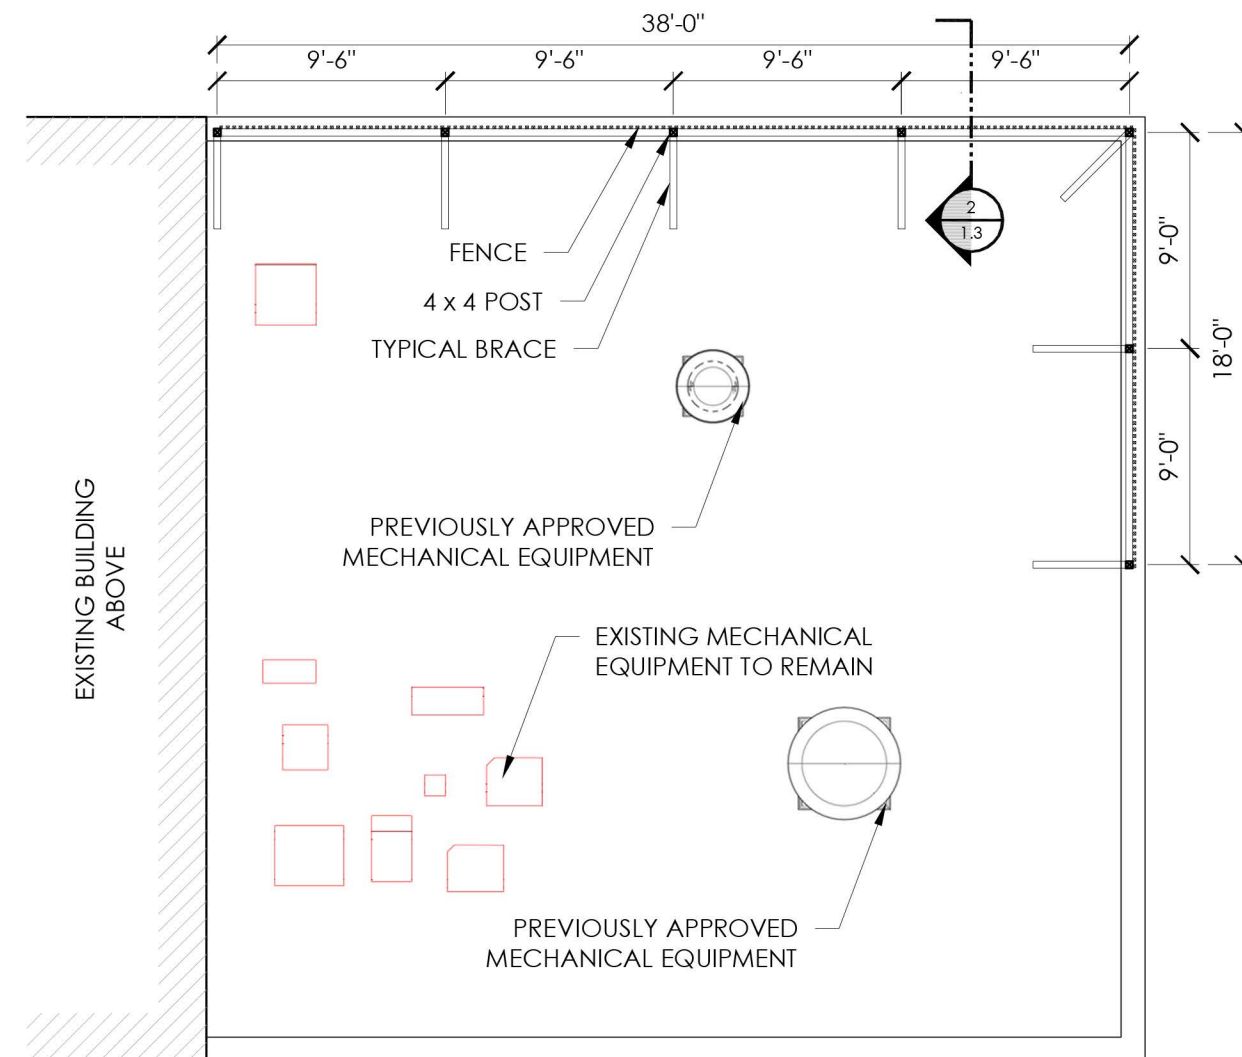 38'-0"
9'-6"
9'-6"
9'-6"
9'-6"
2
1.3
9'-0"
18'-0"
9'-0"
FENCE
4 x 4 POST
TYPICAL BRACE
PREVIOUSLY APPROVED
MECHANICAL EQUIPMENT
EXISTING BUILDING
ABOVE
EXISTING MECHANICAL
EQUIPMENT TO REMAIN
PREVIOUSLY APPROVED
MECHANICAL EQUIPMENT